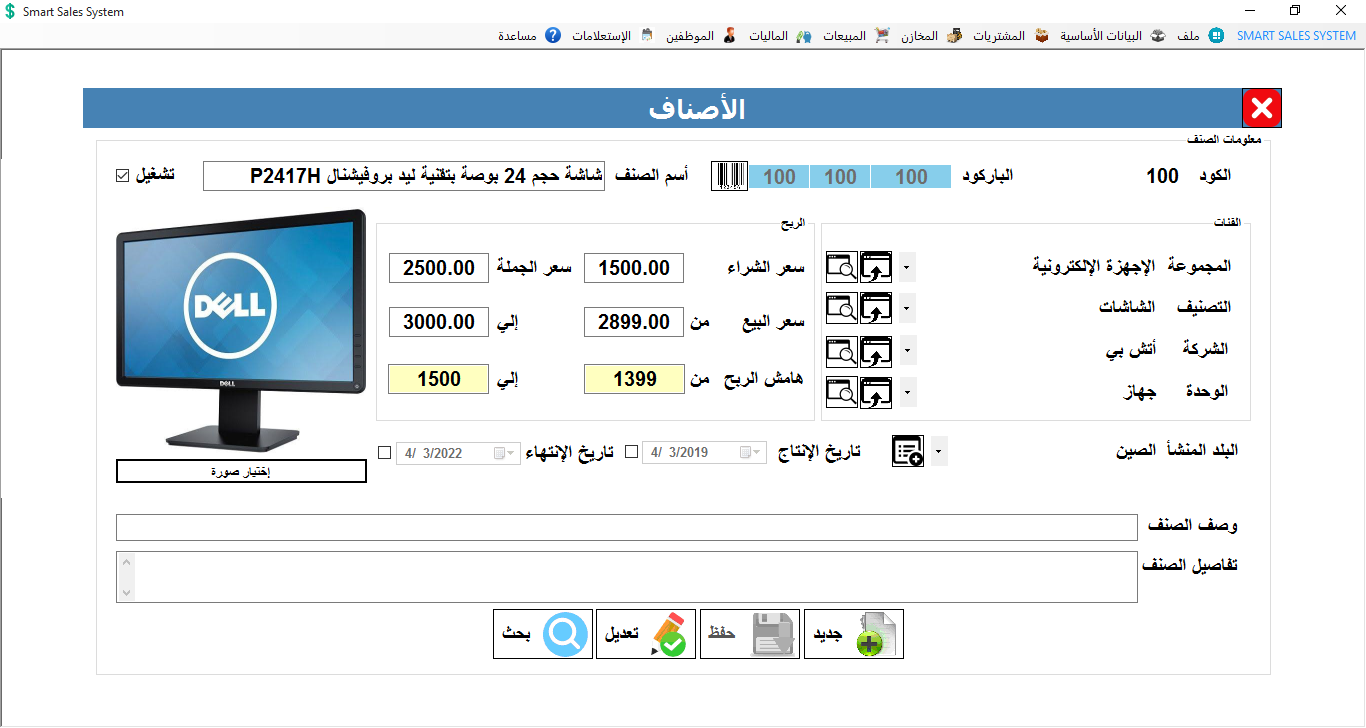 Smart Sales System
SMART SALES SYSTEM ملف البيانات الأساسية المشتريات المخازن المبيعات الماليات الموظفين الإستعلامات مساعدة
الأصناف
معلومات الصنف
الكود 100 الباركود 100 100 100 أسم الصنف شاشة حجم 24 بوصة بتقنية ليد بروفيشنال P2417H تشغيل
الفئات
المجموعة الإجهزة الإلكترونية
التصنيف الشاشات
الشركة أتش بي
الوحدة جهاز
الربح
سعر الشراء 1500.00 سعر الجملة 2500.00
سعر البيع من 2899.00 إلي 3000.00
هامش الربح من 1399 إلي 1500
DELL
DELL
إختيار صورة
البلد المنشأ الصين تاريخ الإنتاج 4/ 3/2019 تاريخ الإنتهاء 4/ 3/2022
وصف الصنف
تفاصيل الصنف
جديد حفظ تعديل بحث